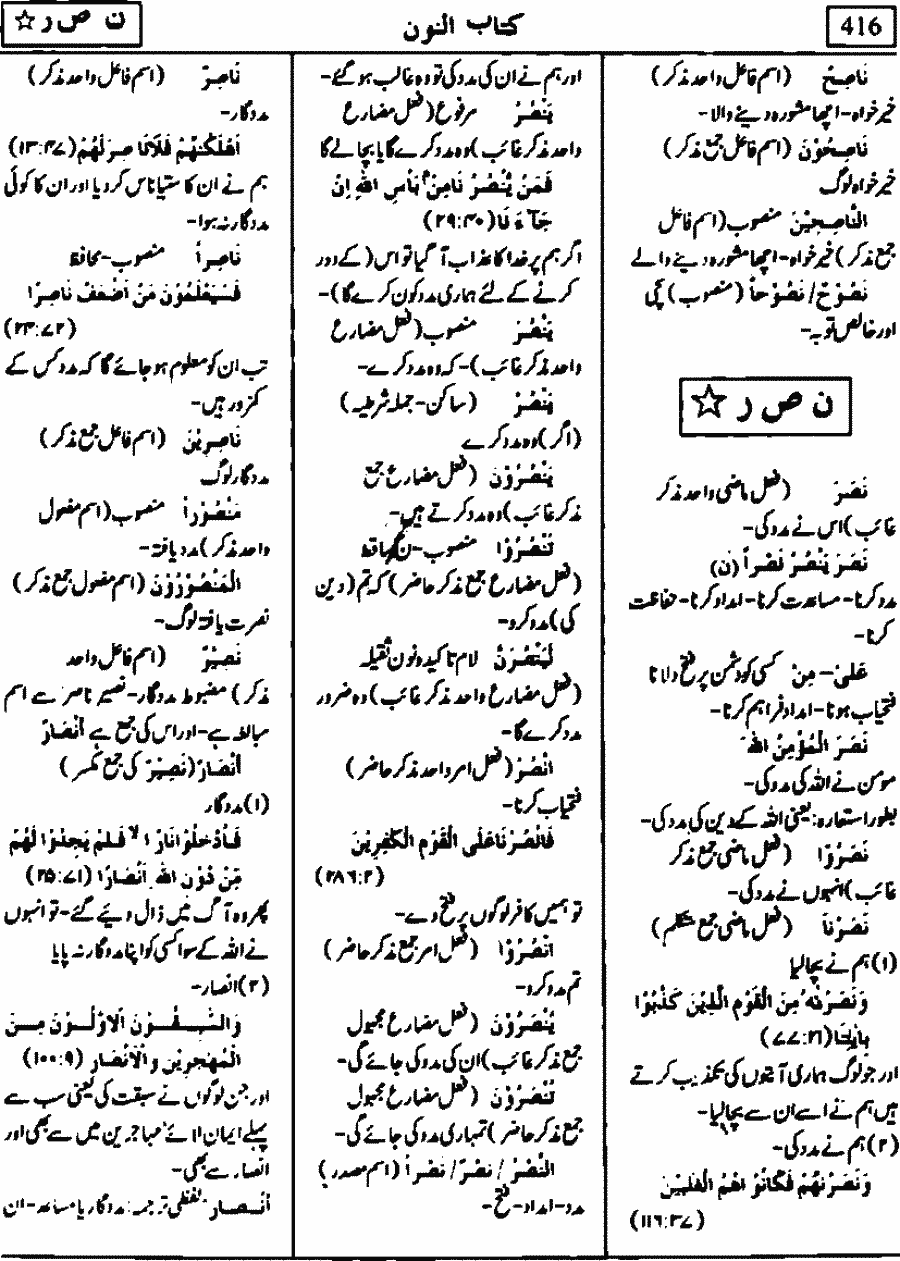 416
کتاب النون
ن ص ر ☆
نَاصِحٌ (اسم فاعل واحد مذکر)
خیرخواہ-اچھا مشورہ دینے والا-
نَاصِحُوْنَ (اسم فاعل جمع مذکر)
خیرخواہ لوگ
النَّاصِحِیْنَ منصوب (اسم فاعل
جمع مذکر) خیرخواہ-اچھا مشورہ دینے والے
نَصُوْحٌ/نَصُوْحاً (منصوب) سچی
اور خالص توبہ-
ن ص ر ☆
نَصَرَ (فعل ماضی واحد مذکر
غائب) اس نے مدد کی-
نَصَرَ یَنْصُرُ نَصْراً (ن)
مدد کرنا-مساعدت کرنا-امداد کرنا-حفاظت
کرنا-
عَلیٰ-مِنْ کسی کو دشمن پر فتح دلانا
فتحیاب ہونا-امداد فراہم کرنا-
نَصَرَ الْمُؤْمِنُ اللّٰہَ
مومن نے اللہ کی مدد کی-
بطور استعارہ: یعنی اللہ کے دین کی مدد کی-
نَصَرُوْا (فعل ماضی جمع مذکر
غائب) انہوں نے مدد کی-
نَصَرْنَا (فعل ماضی جمع متکلم)
(۱) ہم نے بچا لیا
وَنَصَرْنٰہُ مِنَ الْقَوْمِ الَّذِیْنَ کَذَّبُوْا
بِاٰیٰتِنَا (۷۷:۲۱)
اور جو لوگ ہماری آیتوں کی تکذیب کرتے
ہیں ہم نے اسے ان سے بچا لیا-
(۲) ہم نے مدد کی-
وَنَصَرْنٰہُمْ فَکَانُوْا ھُمُ الْغٰلِبِیْنَ
(۱۱۶:۳۷)
اور ہم نے ان کی مدد کی تو وہ غالب ہو گئے-
یَنْصُرُ مرفوع (فعل مضارع
واحد مذکر غائب) وہ مدد کرے گا یا بچا لے گا
فَمَنْ یَّنْصُرُنَا مِنْ بَاْسِ اللّٰہِ اِنْ
جَآءَنَا (۲۹:۴۰)
اگر ہم پر خدا کا عذاب آ گیا تو اس (کے دور
کرنے کے لئے ہماری مدد کون کرے گا)-
یَنْصُرَ منصوب (فعل مضارع
واحد مذکر غائب)-کہ وہ مدد کرے-
یَنْصُرْ (ساکن-جملہ شرطیہ)
(اگر) وہ مدد کرے
یَنْصُرُوْنَ (فعل مضارع جمع
مذکر غائب) وہ مدد کرتے ہیں-
تَنْصُرُوْا منصوب-ن ساقط
(فعل مضارع جمع مذکر حاضر) کہ تم (دین
کی) مدد کرو-
لَیَنْصُرَنَّ لام تاکید و نون ثقیلہ
(فعل مضارع واحد مذکر غائب) وہ ضرور
مدد کرے گا-
اُنْصُرْ (فعل امر واحد مذکر حاضر)
فتحیاب کرنا-
فَانْصُرْنَا عَلَی الْقَوْمِ الْکٰفِرِیْنَ
(۲۸۶:۲)
تو ہمیں کافر لوگوں پر فتح دے-
انْصُرُوْا (فعل امر جمع مذکر حاضر)
تم مدد کرو-
یُنْصَرُوْنَ (فعل مضارع مجہول
جمع مذکر غائب) ان کی مدد کی جائے گی-
تُنْصَرُوْنَ (فعل مضارع مجہول
جمع مذکر حاضر) تمہاری مدد کی جائے گی-
النَّصْرُ/نَصْرٌ/نَصْراً (اسم مصدر)
مدد-امداد-فتح-
نَاصِرٌ (اسم فاعل واحد مذکر)
مددگار-
اَھْلَکْنٰھُمْ فَلَا نَاصِرَ لَھُمْ (۱۳:۴۷)
ہم نے ان کا ستیاناس کر دیا اور ان کا کوئی
مددگار نہ ہوا-
نَاصِراً منصوب-محافظ
فَسَیَعْلَمُوْنَ مَنْ اَضْعَفُ نَاصِرًا
(۲۴:۷۲)
تب ان کو معلوم ہو جائے گا کہ مدد کس کے
کمزور ہیں-
نَاصِرِیْنَ (اسم فاعل جمع مذکر)
مددگار لوگ
مَنْصُوْراً منصوب (اسم مفعول
واحد مذکر) مدد یافتہ-
الْمَنْصُوْرُوْنَ (اسم مفعول جمع مذکر)
نصرت یافتہ لوگ-
نَصِیْرٌ (اسم فاعل واحد
مذکر) مضبوط مددگار-نصیر ناصر سے اسم
مبالغہ ہے-اور اس کی جمع ہے اَنْصَارٌ
اَنْصَارٌ (نَصِیْرٌ کی جمع مکسر)
(۱) مددگار
فَاُدْخِلُوْا نَارًا لا فَلَمْ یَجِدُوْا لَھُمْ
مِّنْ دُوْنِ اللّٰہِ اَنْصَارًا (۲۵:۷۱)
پھر وہ آگ میں ڈال دیئے گئے-تو انہوں
نے اللہ کے سوا کسی کو اپنا مددگار نہ پایا
(۲) انصار-
وَالسّٰبِقُوْنَ الْاَوَّلُوْنَ مِنَ
الْمُھٰجِرِیْنَ وَالْاَنْصَارِ (۱۰۰:۹)
اور جن لوگوں نے سبقت کی یعنی سب سے
پہلے ایمان لائے مہاجرین میں سے بھی اور
انصار سے بھی-
اَنْصَار-لفظی ترجمہ: مددگار یا مساعد-ان